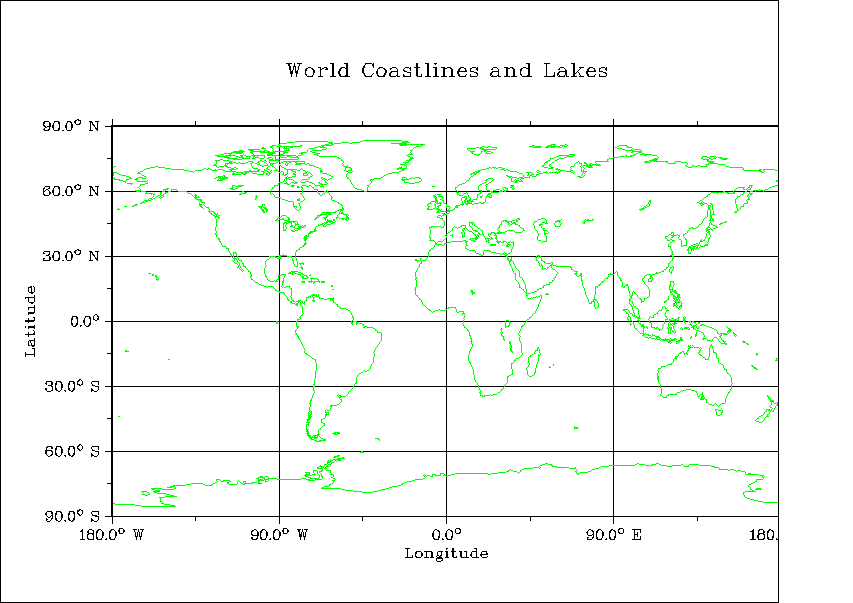 World Coastlines and Lakes
90.0° N
60.0° N
30.0° N
0.0°
30.0° S
60.0° S
90.0° S
Latitude
180.0° W
90.0° W
0.0°
90.0° E
180.
Longitude